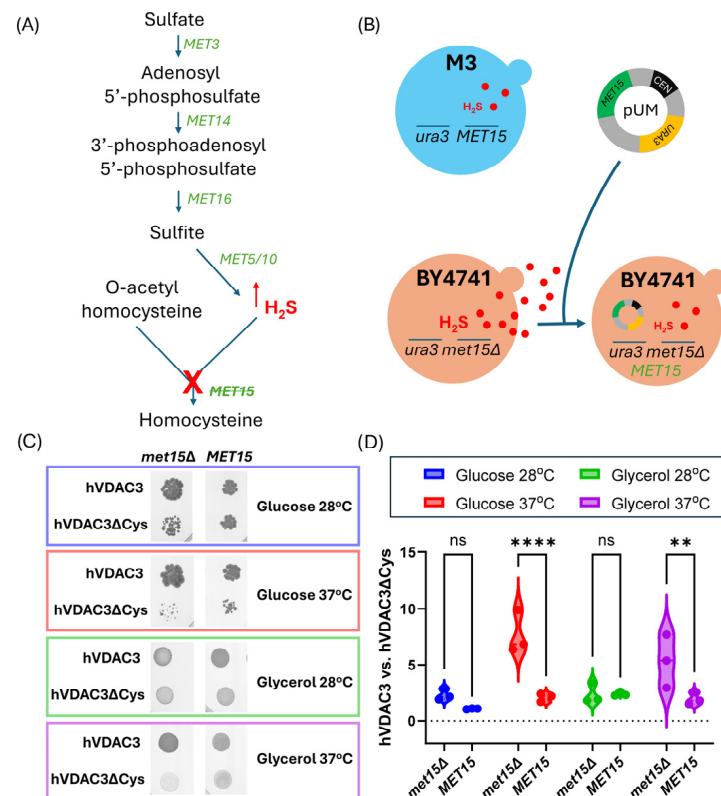 (A)
Sulfate
MET3
Adenosyl
5'-phosphosulfate
MET14
3'-phosphoadenosyl
5'-phosphosulfate
MET16
Sulfite
MET5/10
O-acetyl
homocysteine
H₂S
X
MET15
Homocysteine
(B)
M3
H₂S
ura3 MET15
MET15
CEN
pUM
URA3
BY4741
H₂S
ura3 met15Δ
BY4741
H₂S
ura3 met15Δ
MET15
(C)
met15Δ MET15
hVDAC3
hVDAC3ΔCys
Glucose 28°C
hVDAC3
hVDAC3ΔCys
Glucose 37°C
hVDAC3
hVDAC3ΔCys
Glycerol 28°C
hVDAC3
hVDAC3ΔCys
Glycerol 37°C
(D)
Glucose 28°C
Glycerol 28°C
Glucose 37°C
Glycerol 37°C
hVDAC3 vs. hVDAC3ΔCys
15
10
5
0
ns
****
ns
**
met15Δ
MET15
met15Δ
MET15
met15Δ
MET15
met15Δ
MET15